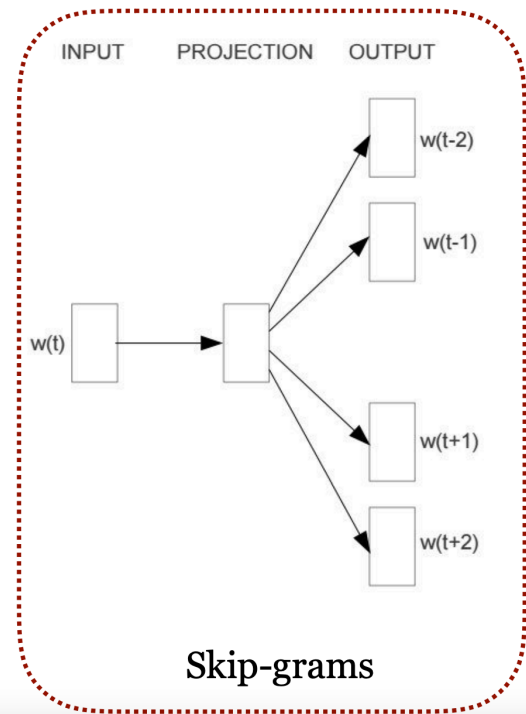 INPUT PROJECTION OUTPUT
w(t-2)
w(t-1)
w(t)
w(t+1)
w(t+2)
Skip-grams